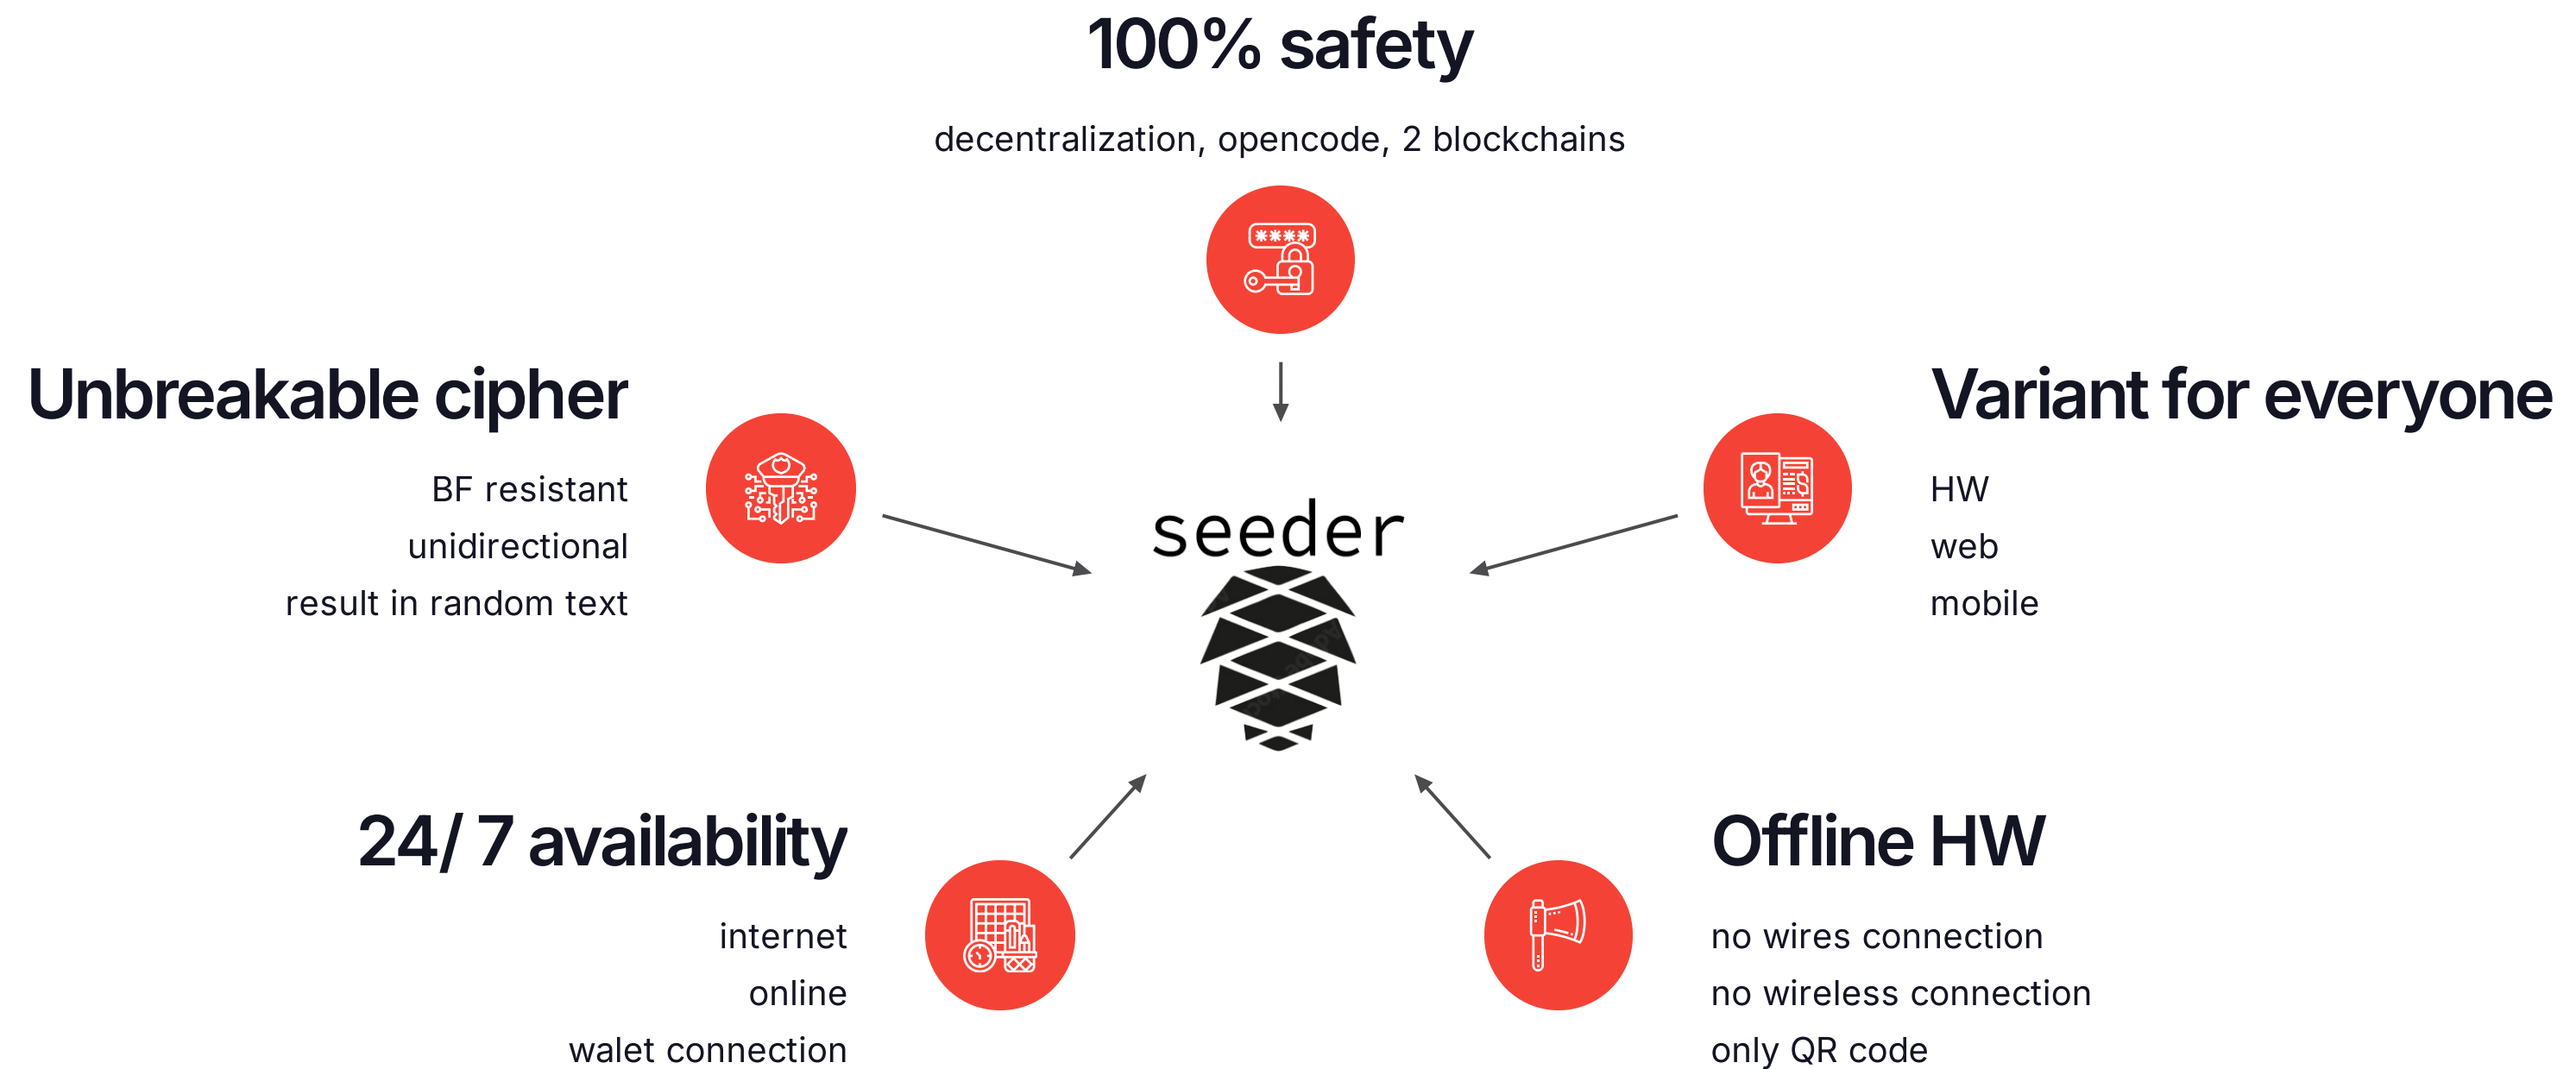 100% safety
decentralization, opencode, 2 blockchains
****
Unbreakable cipher
BF resistant
unidirectional
result in random text
Variant for everyone
HW
web
mobile
$
seeder
24/ 7 availability
internet
online
walet connection
Offline HW
no wires connection
no wireless connection
only QR code